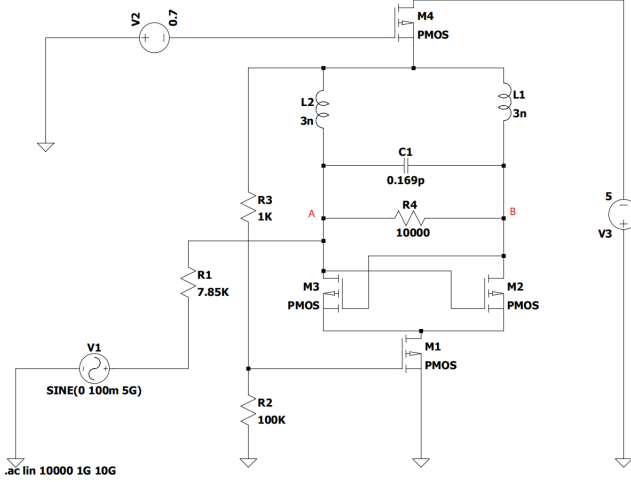 V2
0.7
M4
PMOS
L2
3n
L1
3n
C1
0.169p
R3
1K
A
R4
10000
B
5
V3
R1
7.85K
M3
PMOS
M2
PMOS
V1
SINE(0 100m 5G)
M1
PMOS
R2
100K
.ac lin 10000 1G 10G